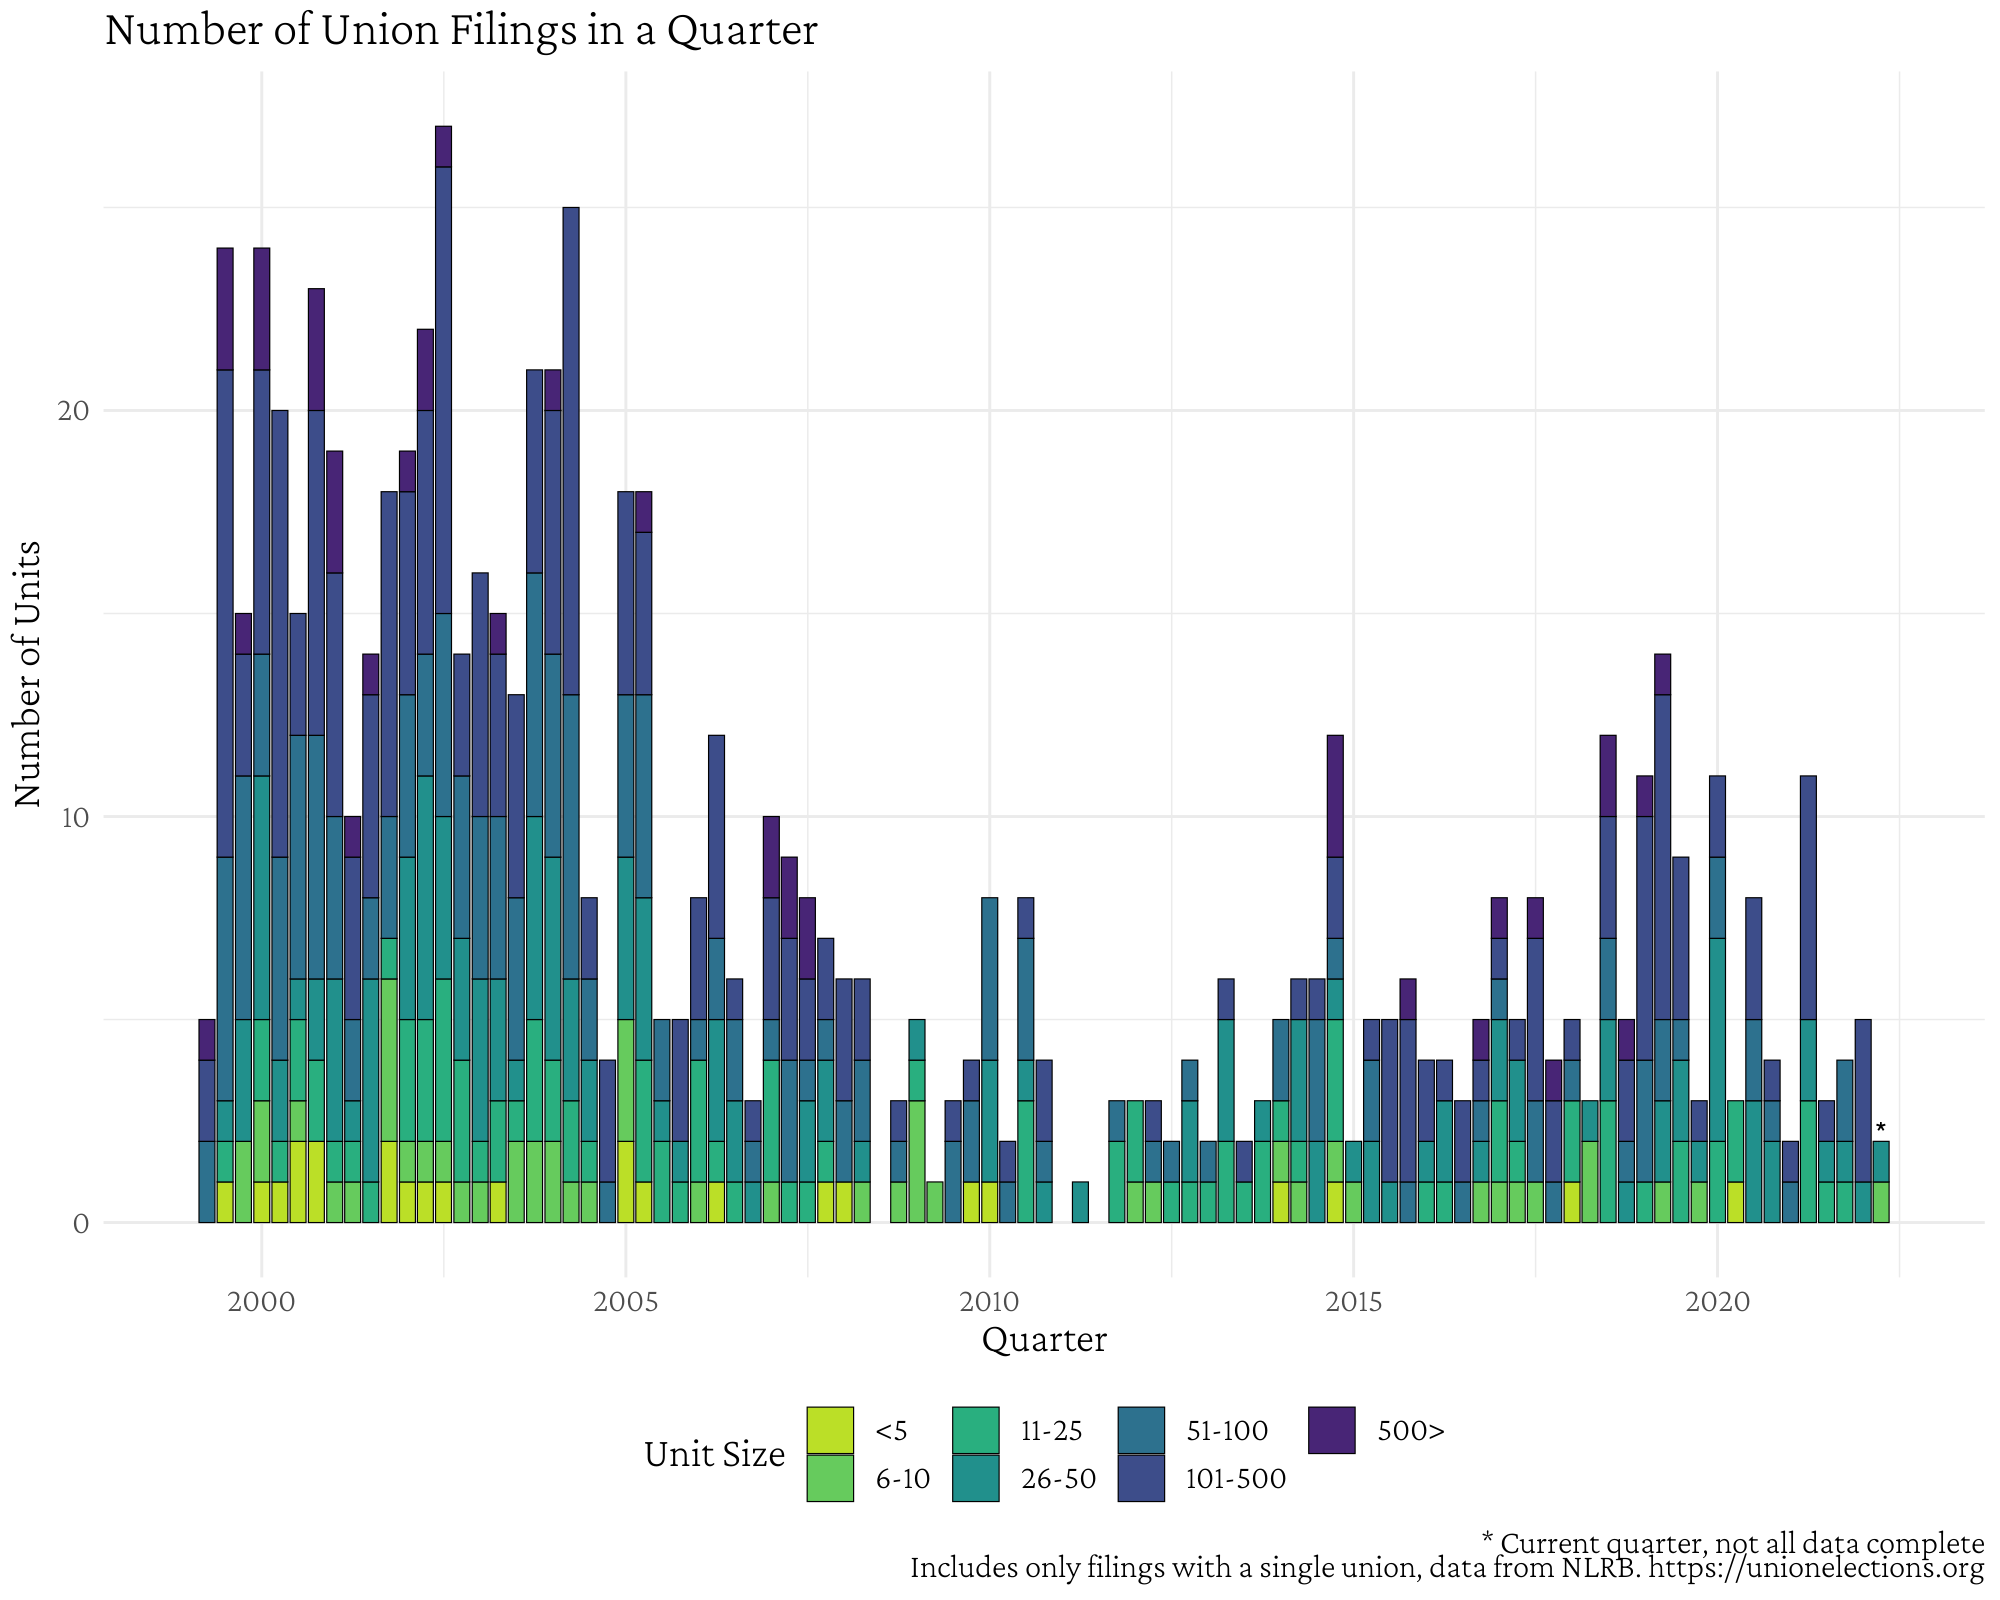 Number of Union Filings in a Quarter
Number of Units
20
10
0
2000 2005 2010 2015 2020
*
Quarter
Unit Size
<5 11-25 51-100 500>
6-10 26-50 101-500
* Current quarter, not all data complete
Includes only filings with a single union, data from NLRB. https://unionelections.org